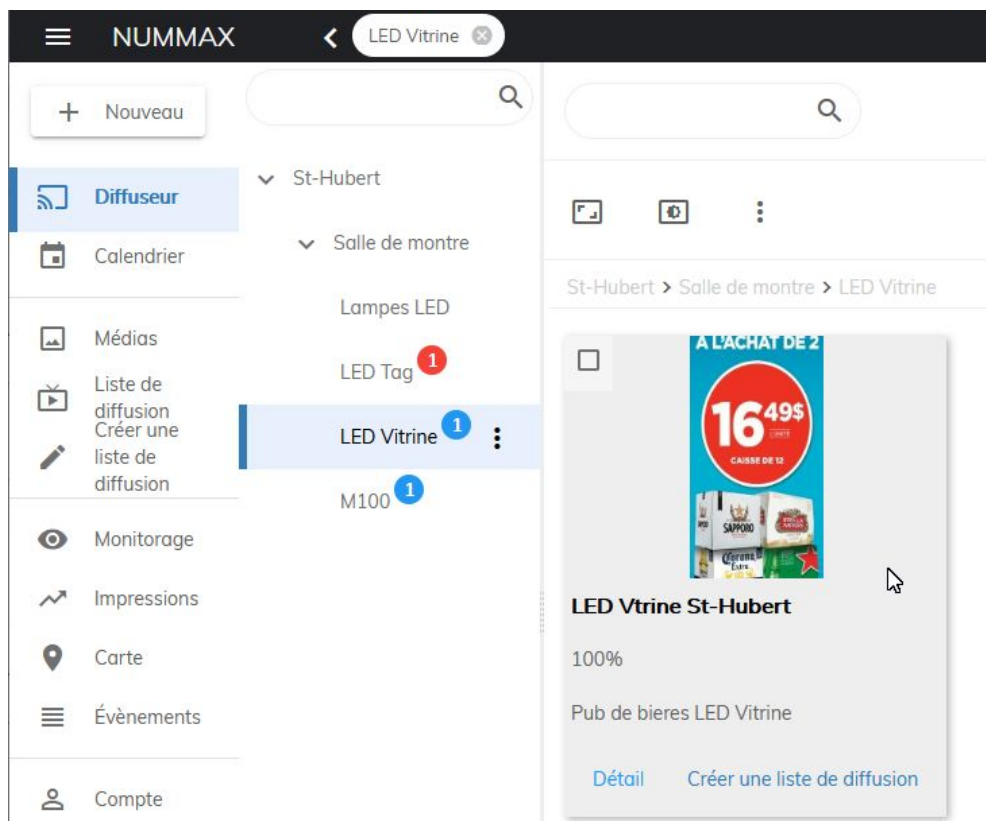 NUMMAX
LED Vitrine
Nouveau
Diffuseur
Calendrier
Médias
Liste de
diffusion
Créer une
liste de
diffusion
Monitorage
Impressions
Carte
Évènements
Compte
St-Hubert
Salle de montre
Lampes LED
LED Tag 1
LED Vitrine 1
M100 1
St-Hubert > Salle de montre > LED Vitrine
À L'ACHAT DE 2
16 49$
CAISSE DE 12
SAPPORO
Corona
Extra
LED Vtrine St-Hubert
100%
Pub de bieres LED Vitrine
Détail Créer une liste de diffusion